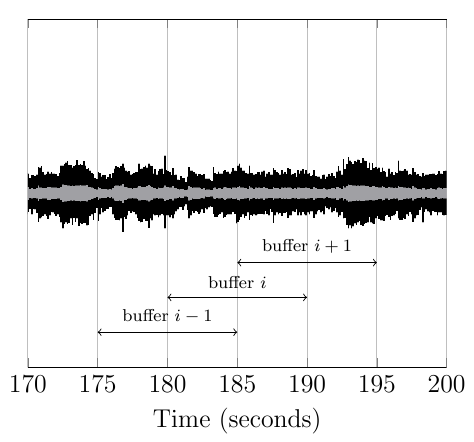 buffer i + 1
buffer i
buffer i − 1
170 175 180 185 190 195 200
Time (seconds)